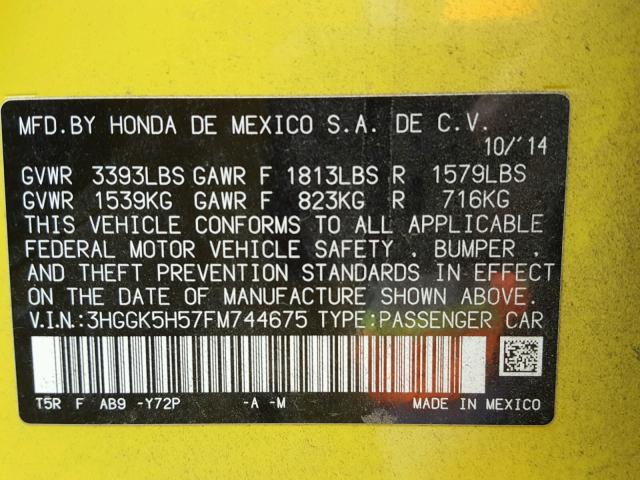 MFD.BY HONDA DE MEXICO S.A. DE C.V.
10/'14
GVWR 3393LBS GAWR F 1813LBS R 1579LBS
GVWR 1539KG GAWR F 823KG R 716KG
THIS VEHICLE CONFORMS TO ALL APPLICABLE
FEDERAL MOTOR VEHICLE SAFETY , BUMPER ,
AND THEFT PREVENTION STANDARDS IN EFFECT
ON THE DATE OF MANUFACTURE SHOWN ABOVE.
V.I.N.:3HGGK5H57FM744675 TYPE:PASSENGER CAR
T5R F AB9 -Y72P -A -M MADE IN MEXICO